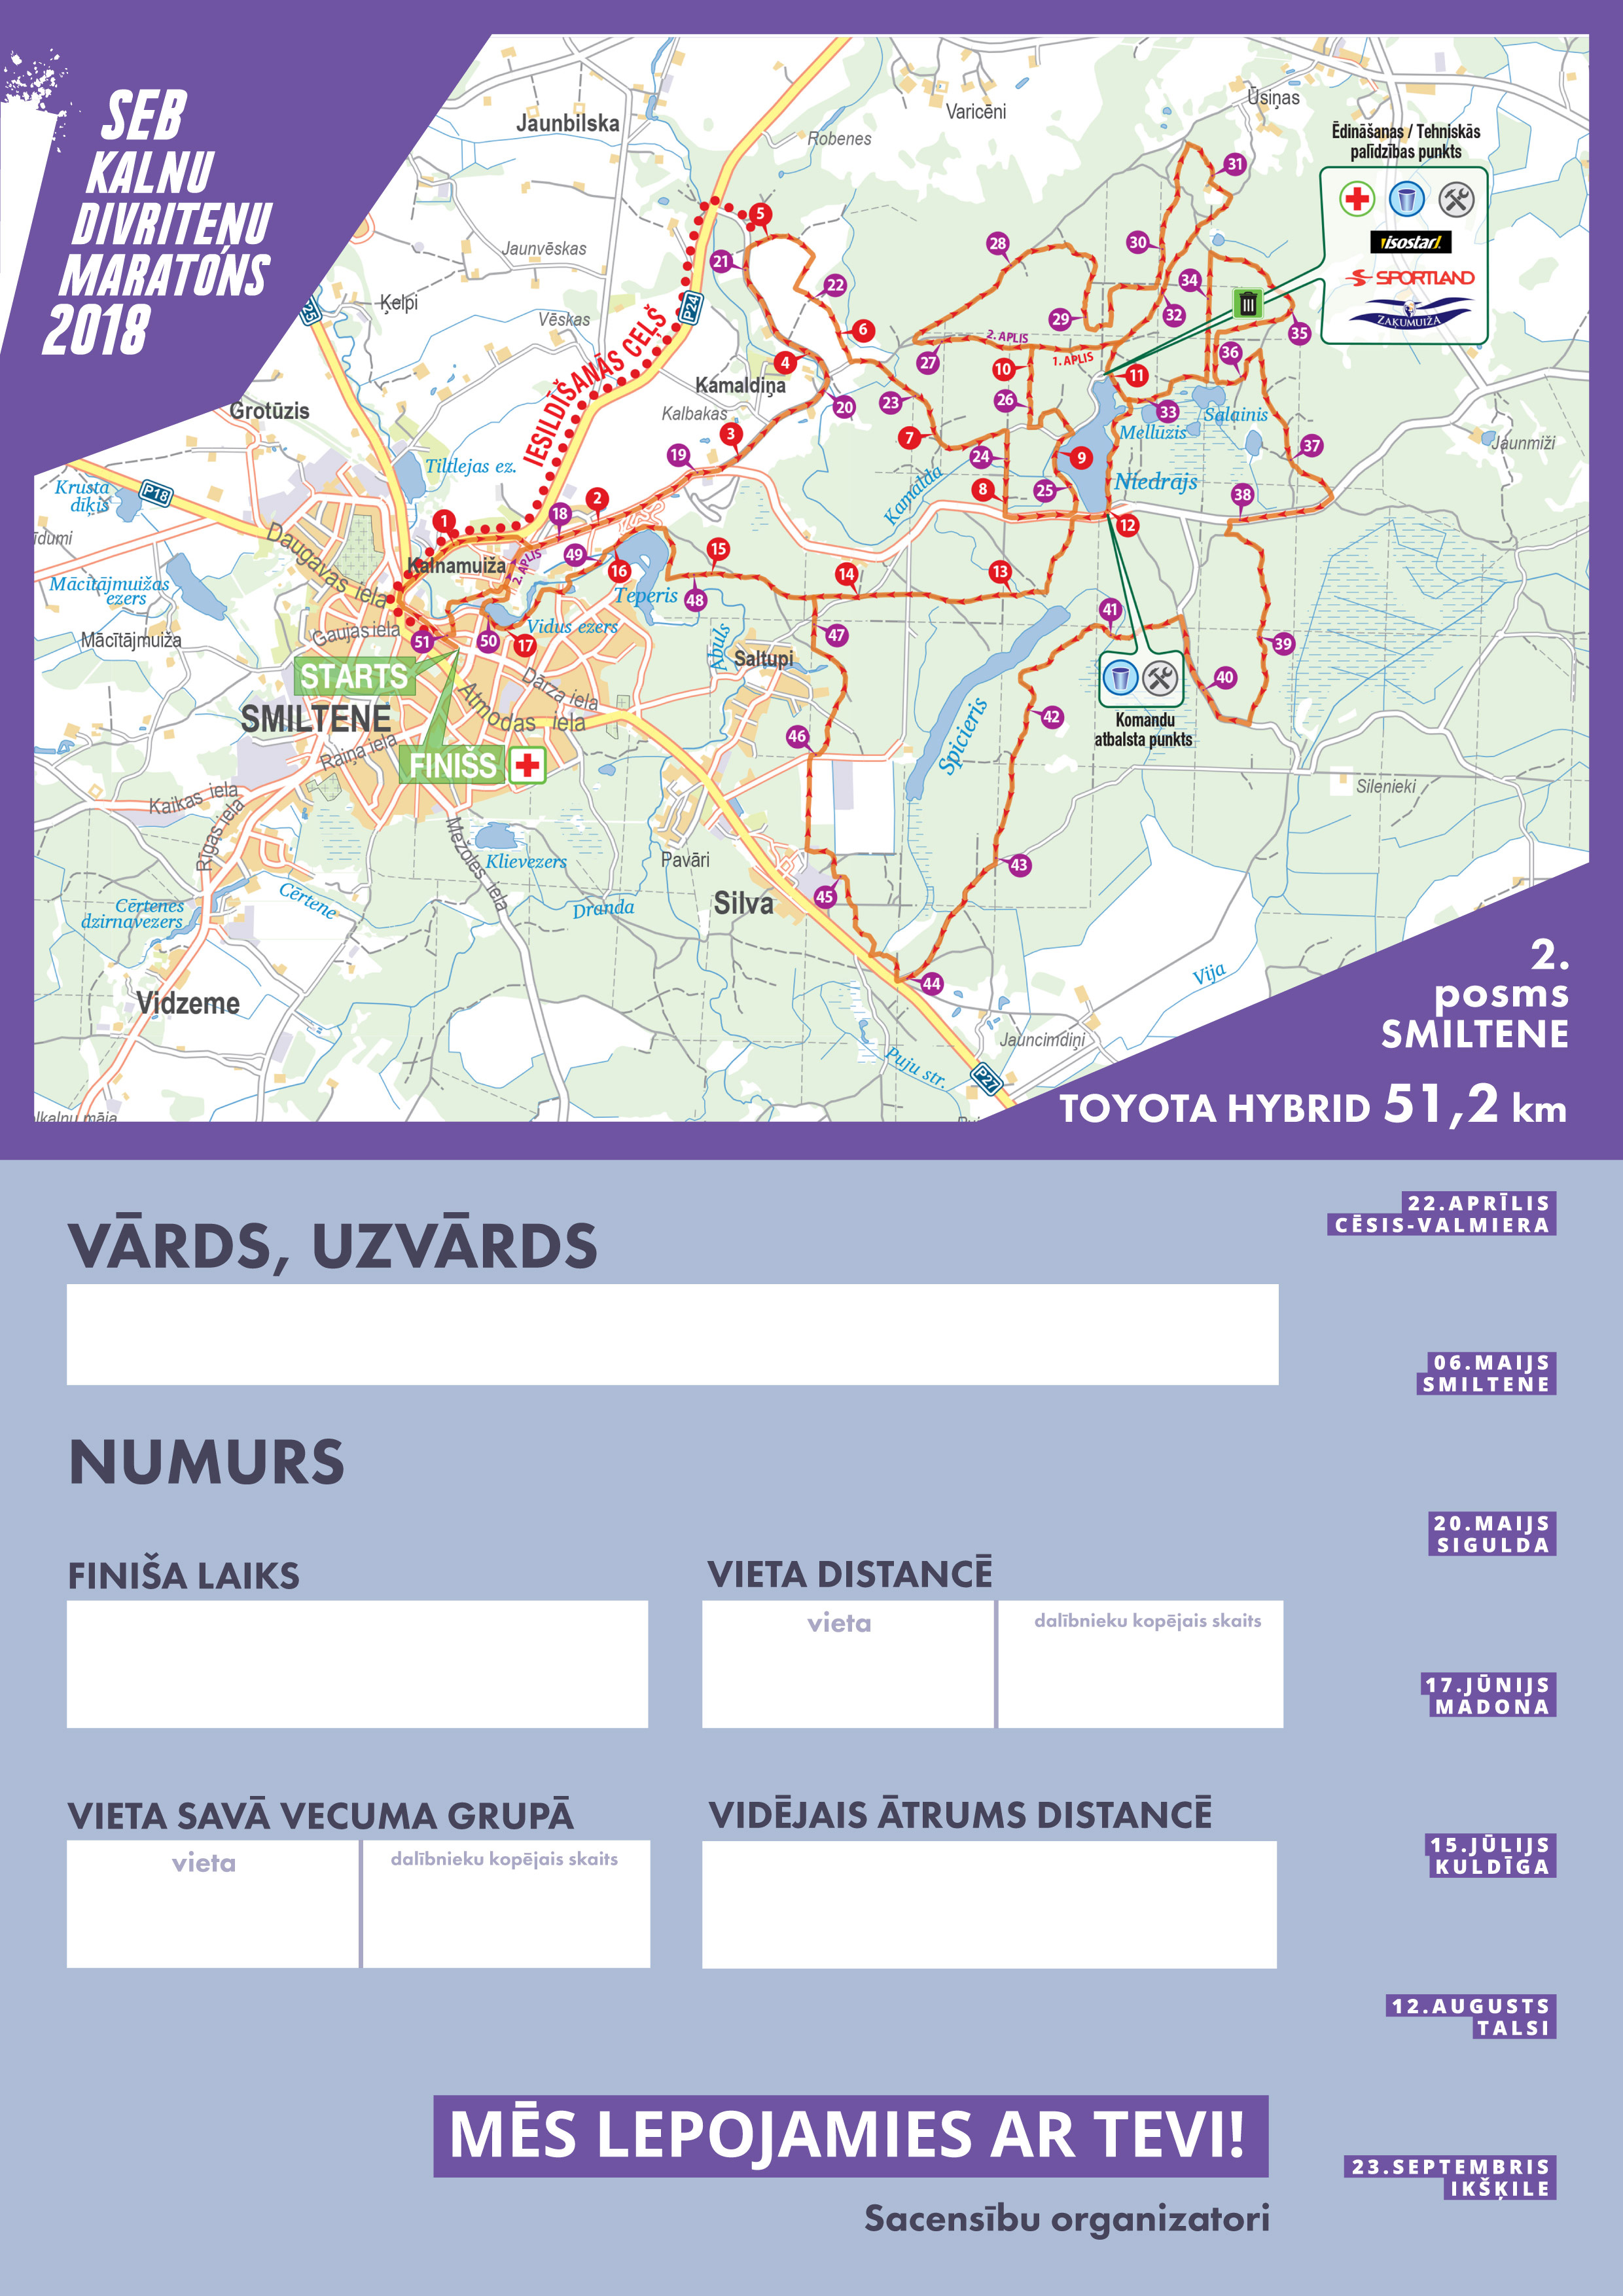 SEB
KALNU
DIVRITEŅU
MARATONS
2018
Jaunbilska
Varicēni
Ūsiņas
Robenes
Ēdināšanas / Tehniskās
palīdzības punkts
isostar
SPORTLAND
ZAĶUMUIŽA
Jaunvēskas
Ķelpi
Vēskas
P24
IESILDĪŠANĀS CEĻŠ
Kamaldiņa
Kalbakas
Grotūzis
Tiltlejas ez.
Krusta
dīķis
P18
Daugavas iela
Kalnamuiža
Mācītājmuižas
ezers
Mācītājmuiža
Gaujas iela
STARTS
SMILTENE
FINIŠS
Raiņa iela
Atmodas iela
Dārza iela
Kaikas iela
Rīgas iela
Mežoles iela
Klievezers
Cērtene
Cērtenes
dzirnavezers
Dranda
Vidzeme
Pavāri
Silva
Saltupi
Abuls
Teperis
Vidus ezers
Kamalda
Niedrājs
Mellūzis
Salainis
Jaunmiži
Spicieris
Silenieki
Komandu
atbalsta punkts
Vija
Jauncimdiņi
Puju str.
P27
1. APLIS
2. APLIS
2. APLIS
1
2
3
4
5
6
7
8
9
10
11
12
13
14
15
16
17
18
19
20
21
22
23
24
25
26
27
28
29
30
31
32
33
34
35
36
37
38
39
40
41
42
43
44
45
46
47
48
49
50
51
2.
posms
SMILTENE
TOYOTA HYBRID 51,2 km
VĀRDS, UZVĀRDS
NUMURS
FINIŠA LAIKS
VIETA DISTANCĒ
vieta
dalībnieku kopējais skaits
VIETA SAVĀ VECUMA GRUPĀ
vieta
dalībnieku kopējais skaits
VIDĒJAIS ĀTRUMS DISTANCĒ
22.APRĪLIS
CĒSIS-VALMIERA
06.MAIJS
SMILTENE
20.MAIJS
SIGULDA
17.JŪNIJS
MADONA
15.JŪLIJS
KULDĪGA
12.AUGUSTS
TALSI
23.SEPTEMBRIS
IKŠĶILE
MĒS LEPOJAMIES AR TEVI!
Sacensību organizatori